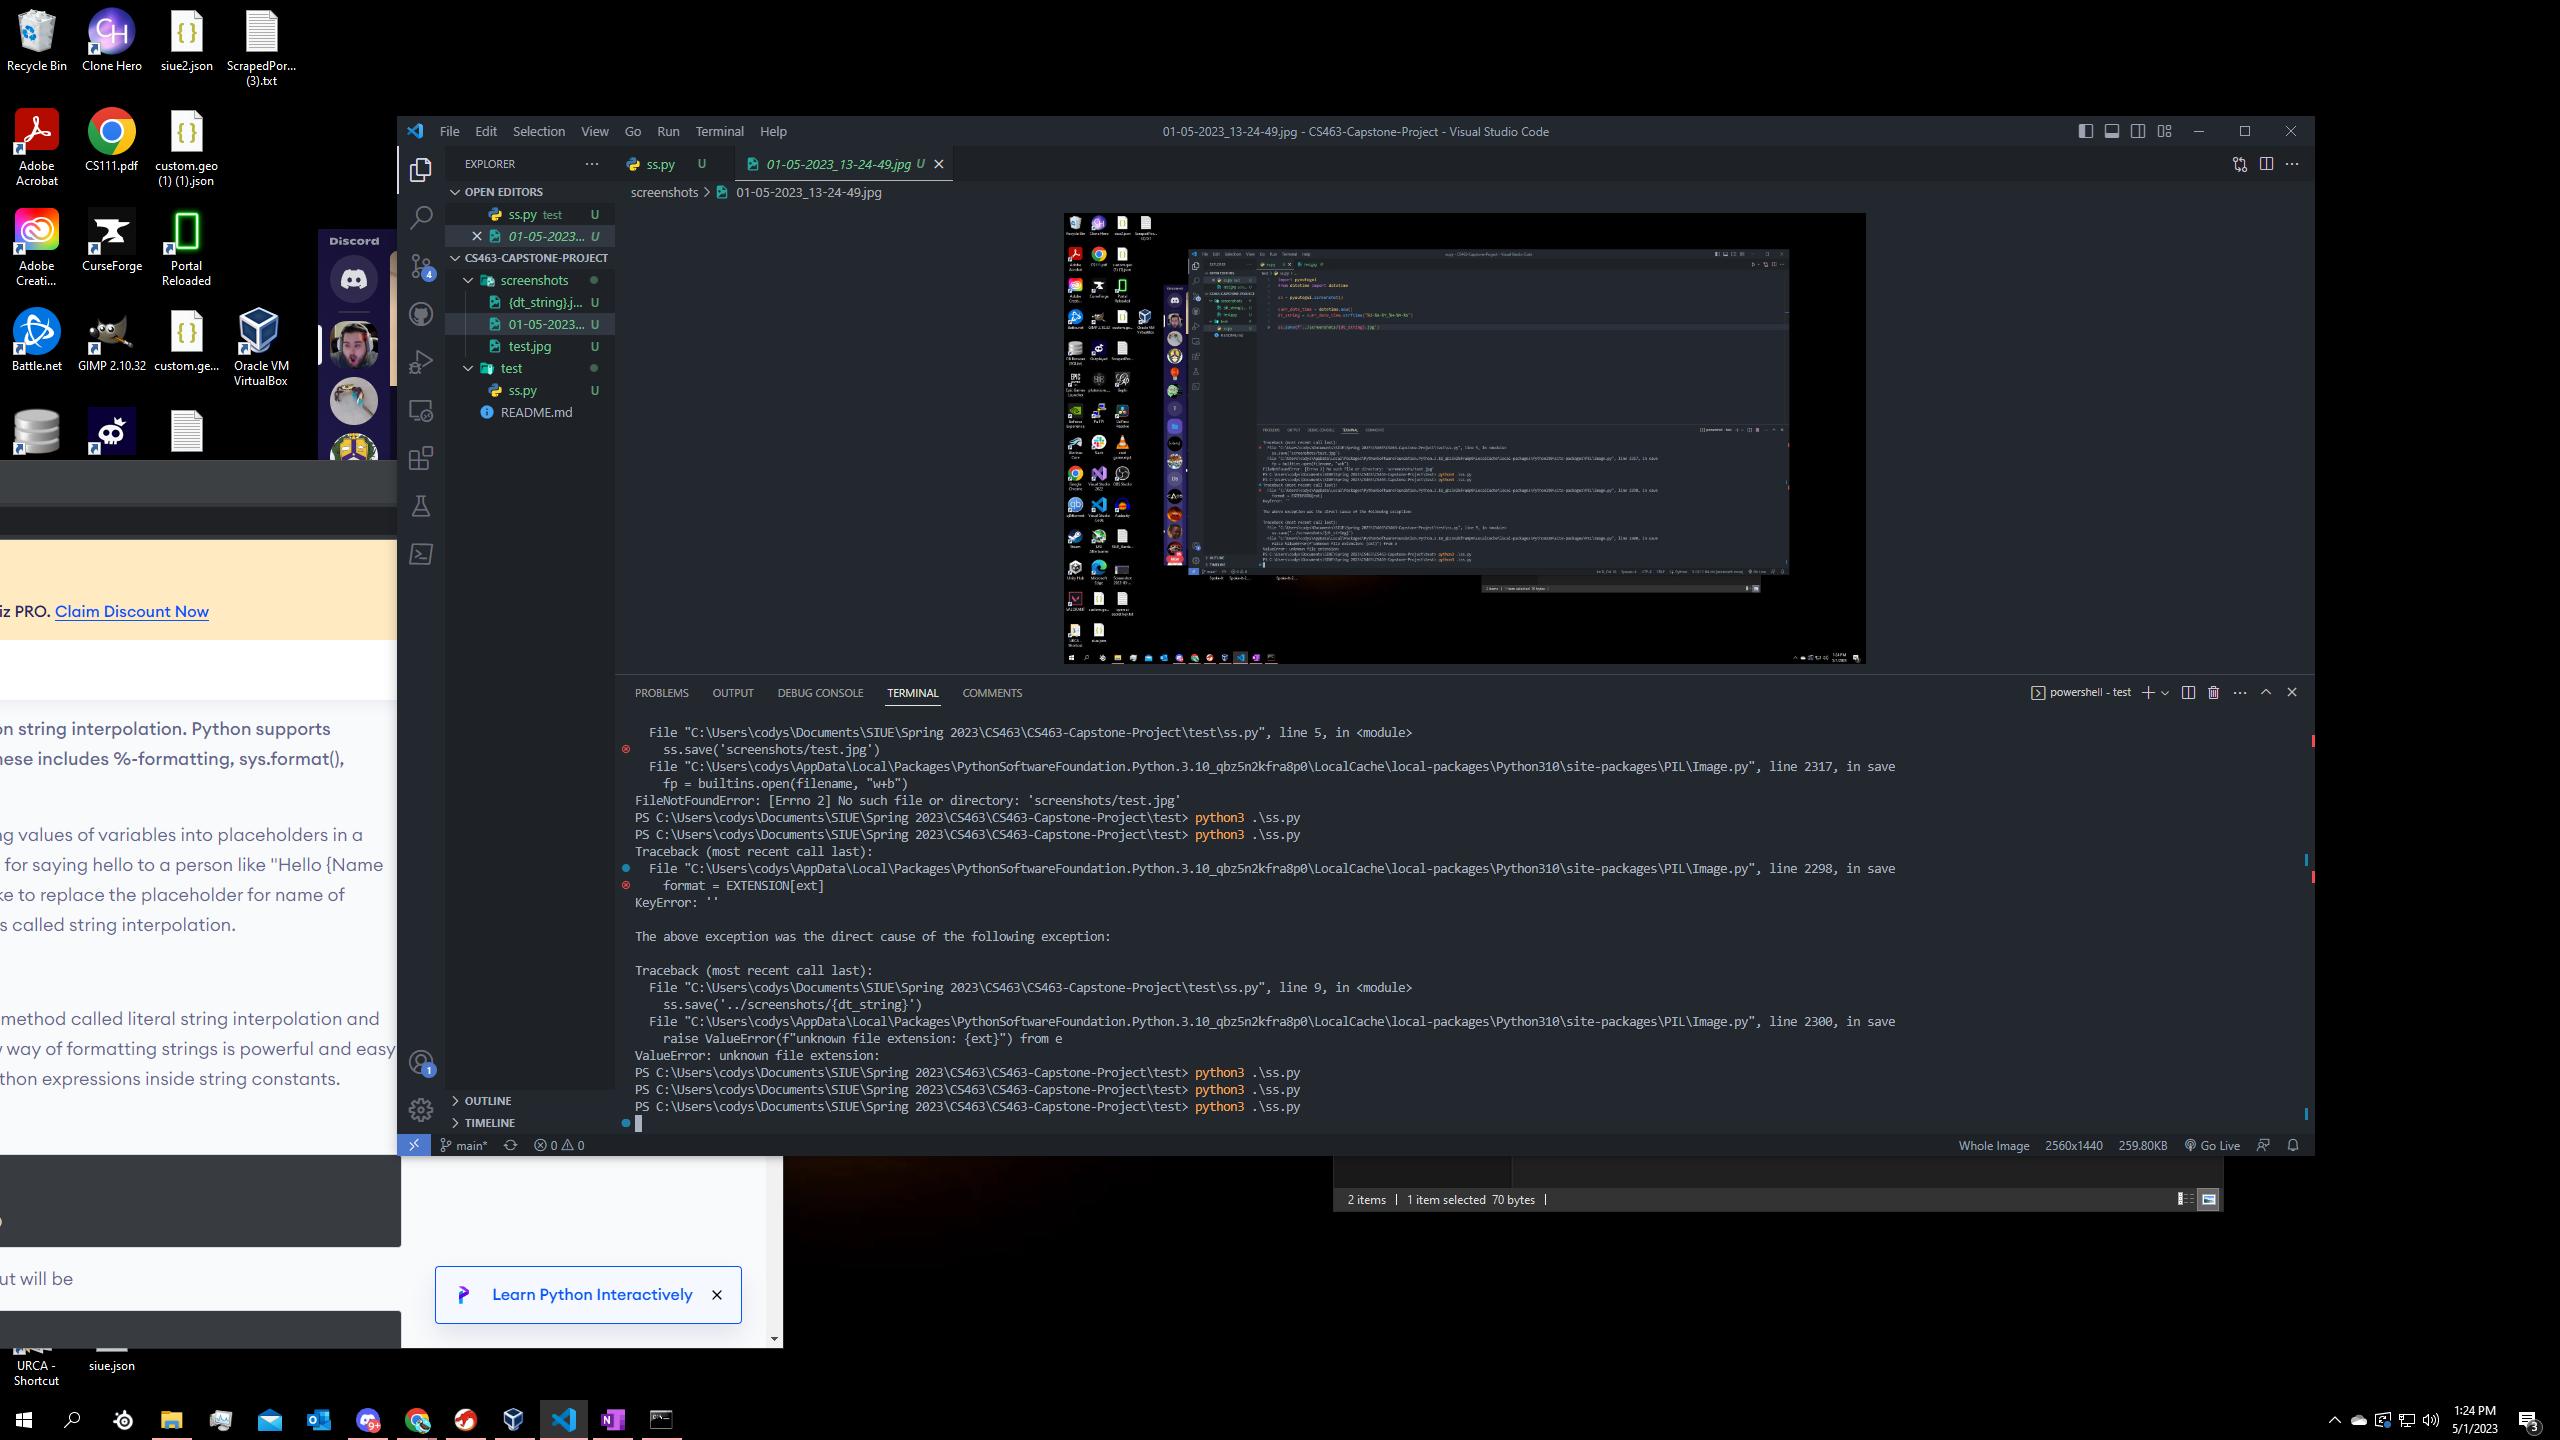 Recycle Bin
Clone Hero
siue2.json
ScrapedPor... (3).txt
Adobe Acrobat
CS111.pdf
custom.geo (1) (1).json
Adobe Creati...
CurseForge
Portal Reloaded
Battle.net
GIMP 2.10.32
custom.ge...
Oracle VM VirtualBox
Discord
iz PRO. Claim Discount Now
on string interpolation. Python supports
hese includes %-formatting, sys.format(),
ng values of variables into placeholders in a
for saying hello to a person like "Hello {Name
ke to replace the placeholder for name of
s called string interpolation.
method called literal string interpolation and
w way of formatting strings is powerful and easy
thon expressions inside string constants.
ut will be
Learn Python Interactively
URCA - Shortcut
siue.json
File Edit Selection View Go Run Terminal Help
01-05-2023_13-24-49.jpg - CS463-Capstone-Project - Visual Studio Code
EXPLORER
ss.py U
01-05-2023_13-24-49.jpg U
OPEN EDITORS
screenshots > 01-05-2023_13-24-49.jpg
ss.py test U
01-05-2023... U
CS463-CAPSTONE-PROJECT
screenshots
{dt_string}.j... U
01-05-2023... U
test.jpg U
test
ss.py U
README.md
4
1
OUTLINE
TIMELINE
PROBLEMS OUTPUT DEBUG CONSOLE TERMINAL COMMENTS
powershell - test
File "C:\Users\codys\Documents\SIUE\Spring 2023\CS463\CS463-Capstone-Project\test\ss.py", line 5, in <module>
ss.save('screenshots/test.jpg')
File "C:\Users\codys\AppData\Local\Packages\PythonSoftwareFoundation.Python.3.10_qbz5n2kfra8p0\LocalCache\local-packages\Python310\site-packages\PIL\Image.py", line 2317, in save
fp = builtins.open(filename, "w+b")
FileNotFoundError: [Errno 2] No such file or directory: 'screenshots/test.jpg'
PS C:\Users\codys\Documents\SIUE\Spring 2023\CS463\CS463-Capstone-Project\test> python3 .\ss.py
PS C:\Users\codys\Documents\SIUE\Spring 2023\CS463\CS463-Capstone-Project\test> python3 .\ss.py
Traceback (most recent call last):
File "C:\Users\codys\AppData\Local\Packages\PythonSoftwareFoundation.Python.3.10_qbz5n2kfra8p0\LocalCache\local-packages\Python310\site-packages\PIL\Image.py", line 2298, in save
format = EXTENSION[ext]
KeyError: ''
The above exception was the direct cause of the following exception:
Traceback (most recent call last):
File "C:\Users\codys\Documents\SIUE\Spring 2023\CS463\CS463-Capstone-Project\test\ss.py", line 9, in <module>
ss.save('../screenshots/{dt_string}')
File "C:\Users\codys\AppData\Local\Packages\PythonSoftwareFoundation.Python.3.10_qbz5n2kfra8p0\LocalCache\local-packages\Python310\site-packages\PIL\Image.py", line 2300, in save
raise ValueError(f"unknown file extension: {ext}") from e
ValueError: unknown file extension:
PS C:\Users\codys\Documents\SIUE\Spring 2023\CS463\CS463-Capstone-Project\test> python3 .\ss.py
PS C:\Users\codys\Documents\SIUE\Spring 2023\CS463\CS463-Capstone-Project\test> python3 .\ss.py
PS C:\Users\codys\Documents\SIUE\Spring 2023\CS463\CS463-Capstone-Project\test> python3 .\ss.py
main* 0 0
Whole Image 2560x1440 259.80KB Go Live
2 items 1 item selected 70 bytes
9+
1:24 PM
5/1/2023
3